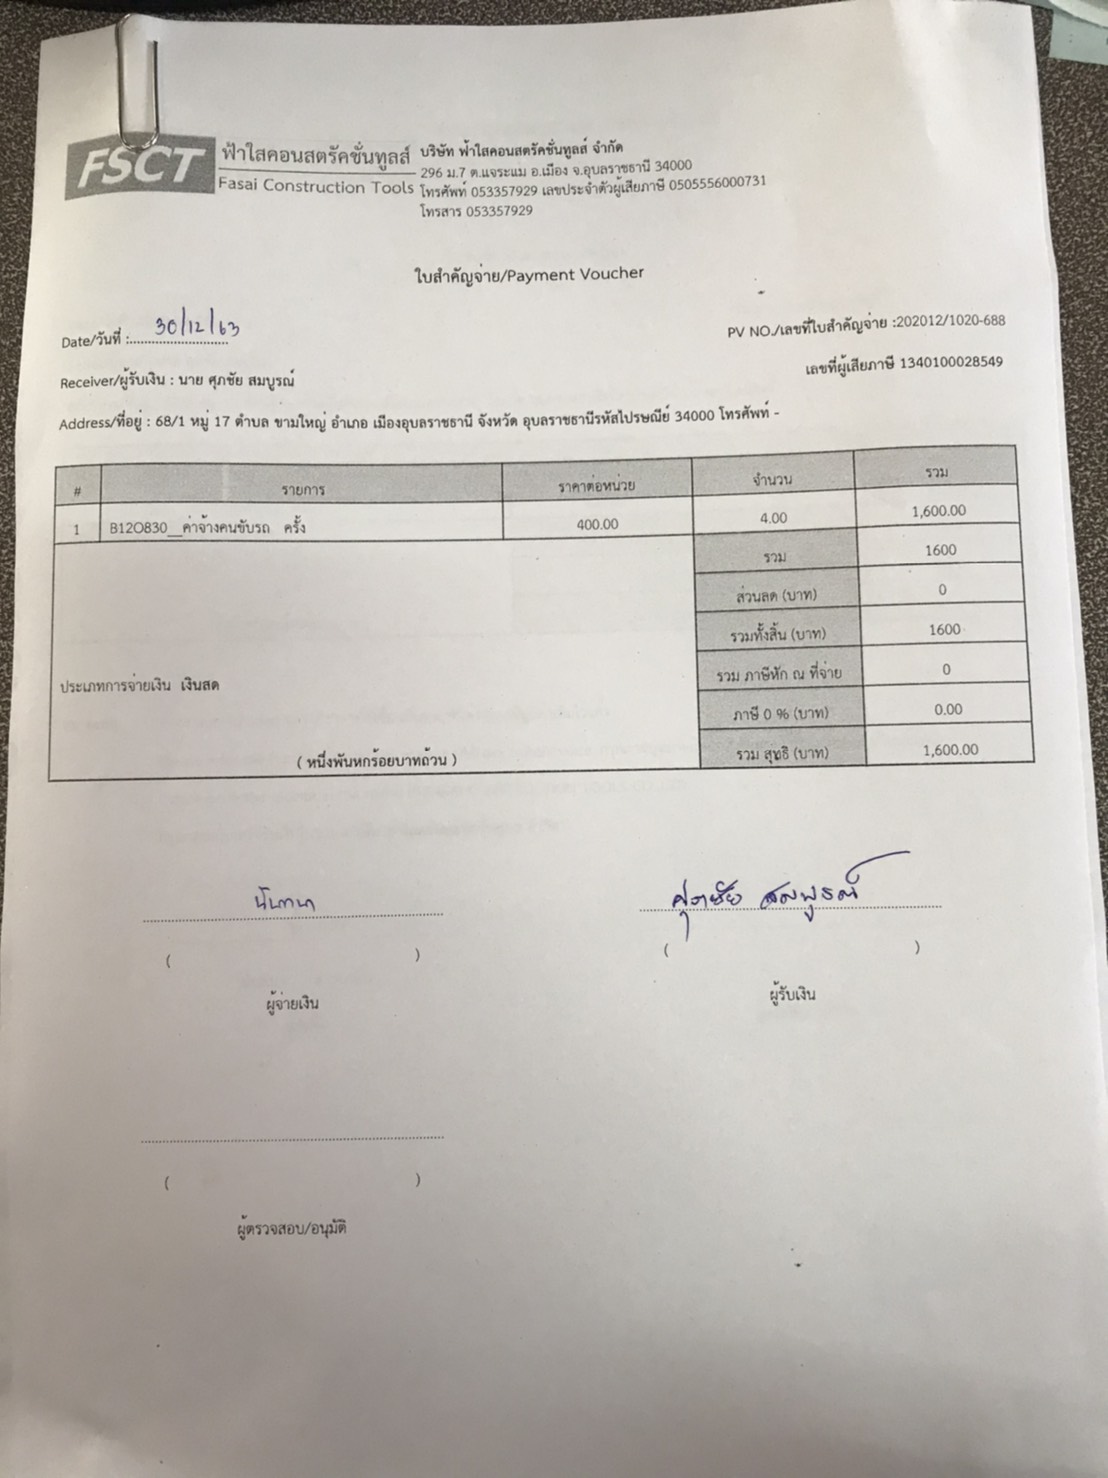 FSCT
ฟ้าใสคอนสตรัคชั่นทูลส์
Fasai Construction Tools
บริษัท ฟ้าใสคอนสตรัคชั่นทูลส์ จำกัด
296 ม.7 ต.แจระแม อ.เมือง จ.อุบลราชธานี 34000
โทรศัพท์ 053357929 เลขประจำตัวผู้เสียภาษี 0505556000731
โทรสาร 053357929
ใบสำคัญจ่าย/Payment Voucher
Date/วันที่ : 30/12/63
PV NO./เลขที่ใบสำคัญจ่าย :202012/1020-688
Receiver/ผู้รับเงิน : นาย ศุภชัย สมบูรณ์
เลขที่ผู้เสียภาษี 1340100028549
Address/ที่อยู่ : 68/1 หมู่ 17 ตำบล ขามใหญ่ อำเภอ เมืองอุบลราชธานี จังหวัด อุบลราชธานีรหัสไปรษณีย์ 34000 โทรศัพท์ -
# รายการ ราคาต่อหน่วย จำนวน รวม
1 B12O830__ค่าจ้างคนขับรถ ครั้ง 400.00 4.00 1,600.00
รวม 1600
ส่วนลด (บาท) 0
รวมทั้งสิ้น (บาท) 1600
ประเภทการจ่ายเงิน เงินสด
รวม ภาษีหัก ณ ที่จ่าย 0
ภาษี 0 % (บาท) 0.00
( หนึ่งพันหกร้อยบาทถ้วน )
รวม สุทธิ (บาท) 1,600.00
ศุภชัย สมบูรณ์
( )
( )
ผู้จ่ายเงิน
ผู้รับเงิน
( )
ผู้ตรวจสอบ/อนุมัติ